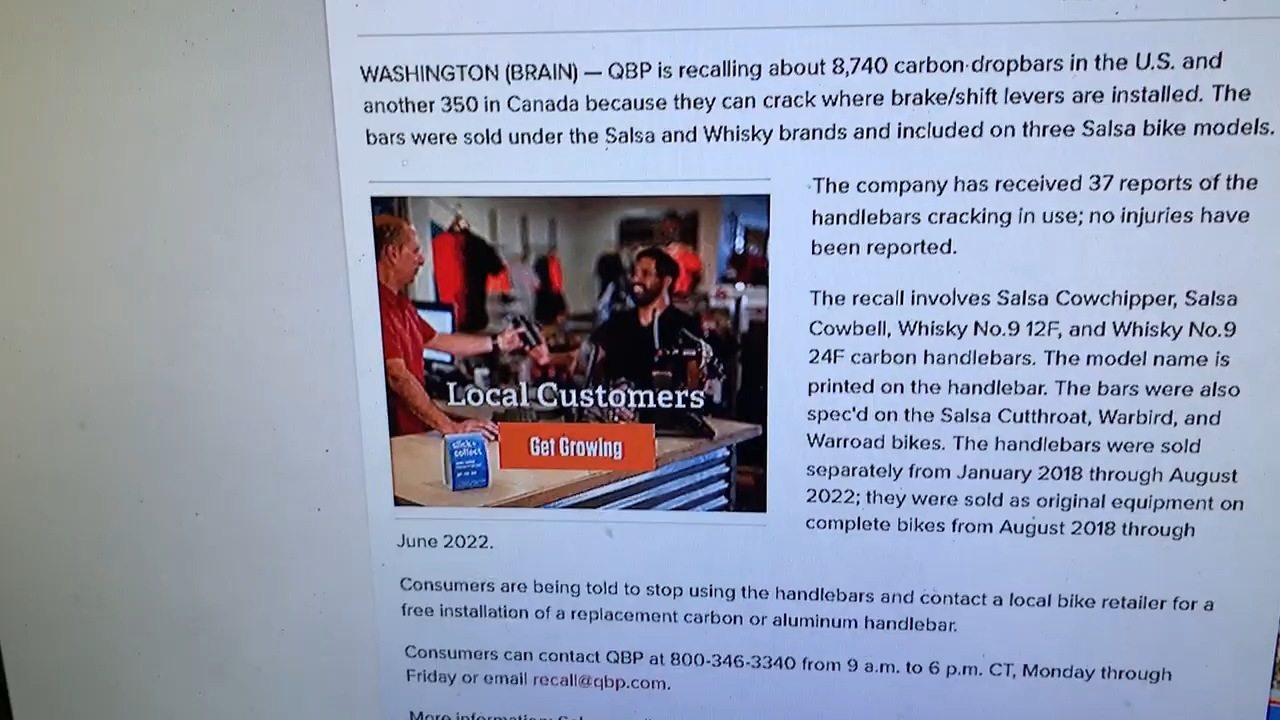 WASHINGTON (BRAIN) — QBP is recalling about 8,740 carbon dropbars in the U.S. and
another 350 in Canada because they can crack where brake/shift levers are installed. The
bars were sold under the Salsa and Whisky brands and included on three Salsa bike models.
The company has received 37 reports of the
handlebars cracking in use; no injuries have
been reported.
The recall involves Salsa Cowchipper, Salsa
Cowbell, Whisky No.9 12F, and Whisky No.9
24F carbon handlebars. The model name is
printed on the handlebar. The bars were also
spec'd on the Salsa Cutthroat, Warbird, and
Warroad bikes. The handlebars were sold
separately from January 2018 through August
2022; they were sold as original equipment on
complete bikes from August 2018 through
June 2022.
Local Customers
Get Growing
click+
collect
Consumers are being told to stop using the handlebars and contact a local bike retailer for a
free installation of a replacement carbon or aluminum handlebar.
Consumers can contact QBP at 800-346-3340 from 9 a.m. to 6 p.m. CT, Monday through
Friday or email recall@qbp.com.
More information: